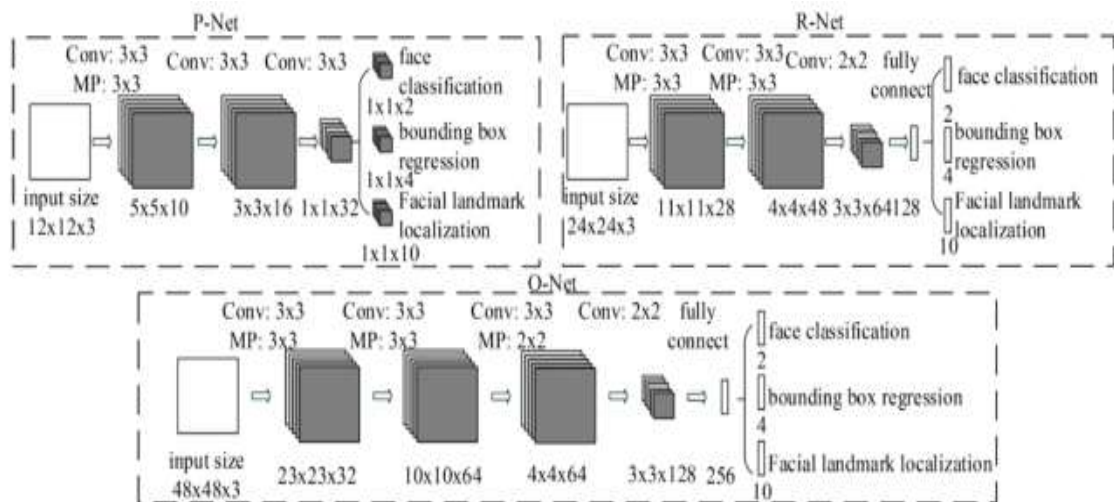 P-Net
Conv: 3x3
MP: 3x3
Conv: 3x3
Conv: 3x3
face
classification
1x1x2
bounding box
regression
1x1x4
Facial landmark
localization
1x1x10
input size
12x12x3
5x5x10
3x3x16
1x1x32
R-Net
Conv: 3x3
MP: 3x3
Conv: 3x3
MP: 3x3
Conv: 2x2
fully
connect
face classification
2
bounding box
regression
4
Facial landmark
localization
10
input size
24x24x3
11x11x28
4x4x48
3x3x64
128
O-Net
Conv: 3x3
MP: 3x3
Conv: 3x3
MP: 3x3
Conv: 3x3
MP: 2x2
Conv: 2x2
fully
connect
face classification
2
bounding box regression
4
Facial landmark localization
10
input size
48x48x3
23x23x32
10x10x64
4x4x64
3x3x128
256